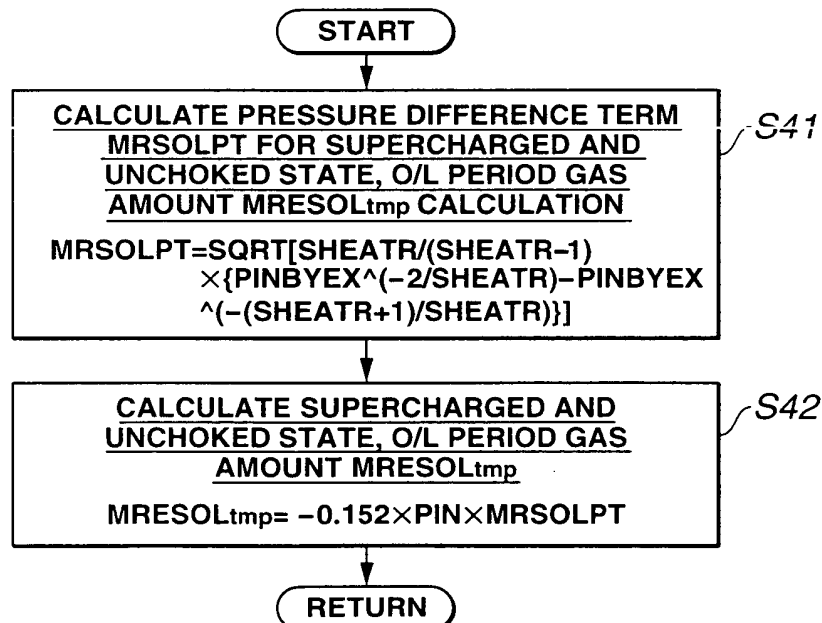 START
CALCULATE PRESSURE DIFFERENCE TERM
MRSOLPT FOR SUPERCHARGED AND
UNCHOKED STATE, O/L PERIOD GAS
AMOUNT MRESOLtmp CALCULATION
MRSOLPT=SQRT[SHEATR/(SHEATR-1)
×{PINBYEX^(-2/SHEATR)-PINBYEX
^(-(SHEATR+1)/SHEATR)}]
S41
CALCULATE SUPERCHARGED AND
UNCHOKED STATE, O/L PERIOD GAS
AMOUNT MRESOLtmp
MRESOLtmp= -0.152×PIN×MRSOLPT
S42
RETURN